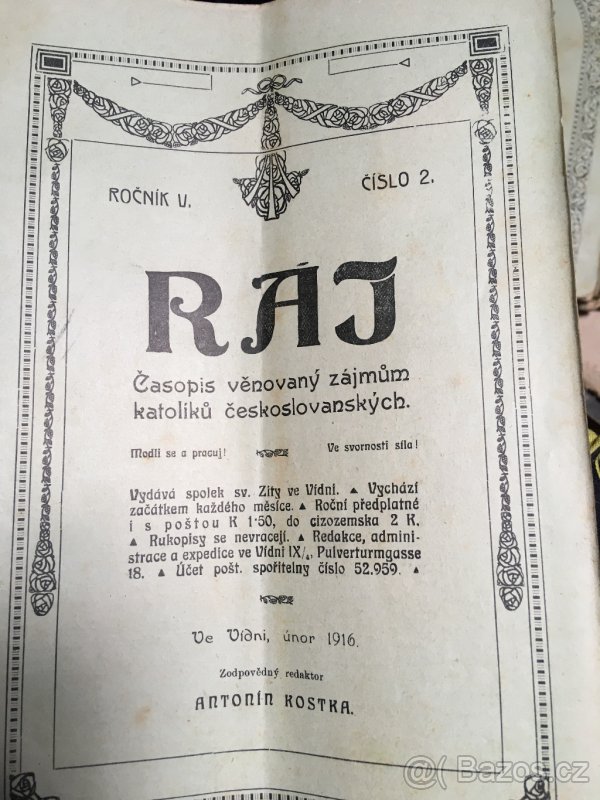 ROČNÍK V.
ČÍSLO 2.
RÁJ
Časopis věnovaný zájmům
katolíků českoslovanských.
Modli se a pracuj!
Ve svornosti síla!
Vydává spolek sv. Zity ve Vídni. ▲ Vychází
začátkem každého měsíce. ▲ Roční předplatné
i s poštou K 1·50, do cizozemska 2 K.
▲ Rukopisy se nevracejí. ▲ Redakce, admini-
strace a expedice ve Vídni IX/4, Pulverturmgasse
18. ▲ Účet pošt. spořitelny číslo 52.959. ▲
Ve Vídni, únor 1916.
Zodpovědný redaktor
ANTONÍN KOSTKA.
@( Bazos.cz